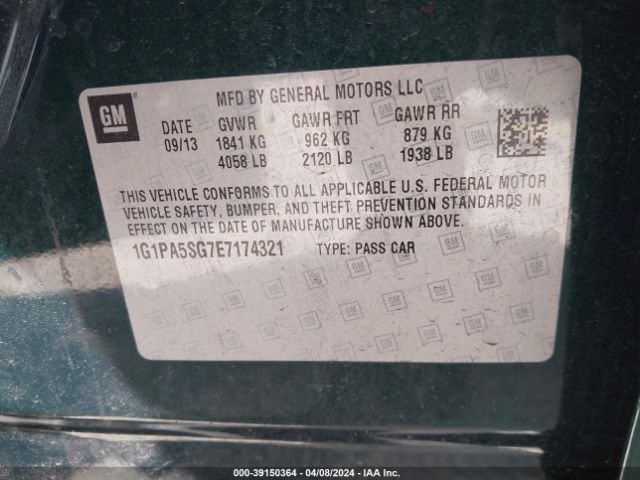 GM
MFD BY GENERAL MOTORS LLC
DATE GVWR GAWR FRT GAWR RR
09/13 1841 KG 962 KG 879 KG
4058 LB 2120 LB 1938 LB
THIS VEHICLE CONFORMS TO ALL APPLICABLE U.S. FEDERAL MOTOR
VEHICLE SAFETY, BUMPER, AND THEFT PREVENTION STANDARDS IN
EFFECT ON THE DATE OF MANUFACTURE SHOWN ABOVE.
1G1PA5SG7E7174321 TYPE: PASS CAR
000-39150364 - 04/08/2024 - IAA Inc.